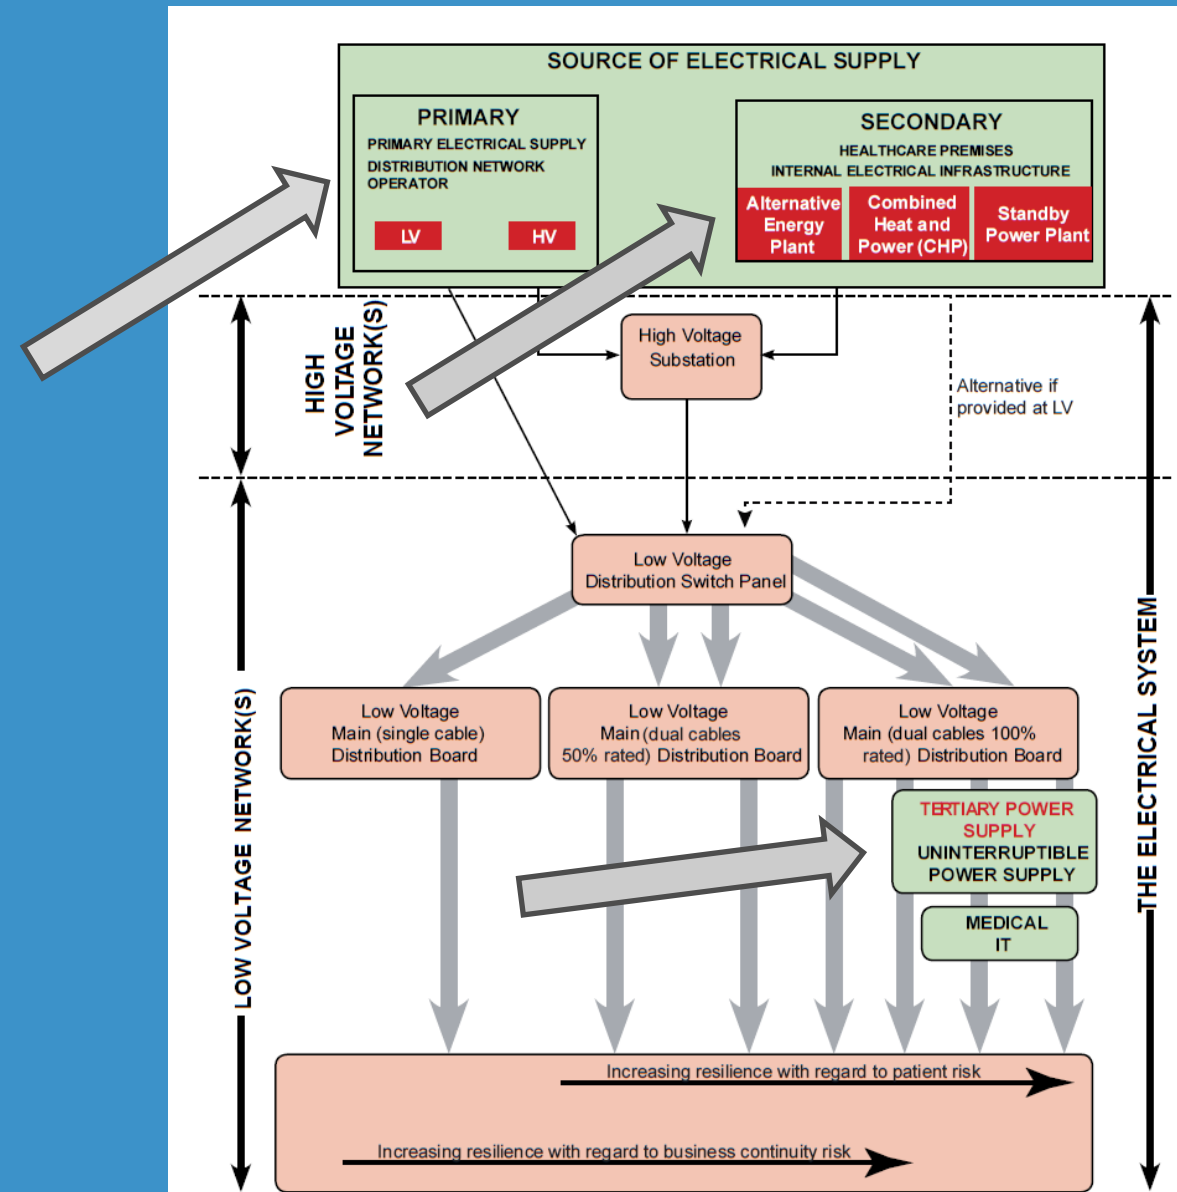 SOURCE OF ELECTRICAL SUPPLY
PRIMARY
PRIMARY ELECTRICAL SUPPLY
DISTRIBUTION NETWORK
OPERATOR
LV
HV
SECONDARY
HEALTHCARE PREMISES
INTERNAL ELECTRICAL INFRASTRUCTURE
Alternative
Energy
Plant
Combined
Heat and
Power (CHP)
Standby
Power Plant
HIGH
VOLTAGE
NETWORK(S)
High Voltage
Substation
Alternative if
provided at LV
Low Voltage
Distribution Switch Panel
LOW VOLTAGE NETWORK(S)
THE ELECTRICAL SYSTEM
Low Voltage
Main (single cable)
Distribution Board
Low Voltage
Main (dual cables
50% rated) Distribution Board
Low Voltage
Main (dual cables 100%
rated) Distribution Board
TERTIARY POWER
SUPPLY
UNINTERRUPTIBLE
POWER SUPPLY
MEDICAL
IT
Increasing resilience with regard to patient risk
Increasing resilience with regard to business continuity risk